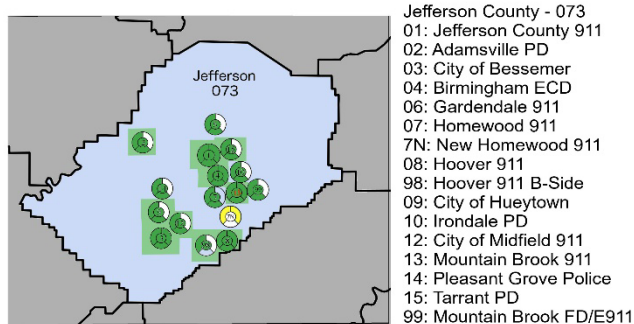 Jefferson
073
Jefferson County - 073
01: Jefferson County 911
02: Adamsville PD
03: City of Bessemer
04: Birmingham ECD
06: Gardendale 911
07: Homewood 911
7N: New Homewood 911
08: Hoover 911
98: Hoover 911 B-Side
09: City of Hueytown
10: Irondale PD
12: City of Midfield 911
13: Mountain Brook 911
14: Pleasant Grove Police
15: Tarrant PD
99: Mountain Brook FD/E911